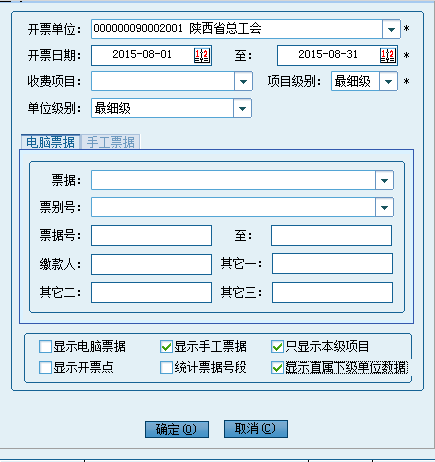 开票单位: 000000090002001 陕西省总工会 *
开票日期: 2015-08-01 至: 2015-08-31 *
收费项目: 项目级别: 最细级 *
单位级别: 最细级
电脑票据 手工票据
票据:
票别号:
票据号: 至:
缴款人: 其它一:
其它二: 其它三:
显示电脑票据 显示手工票据 只显示本级项目
显示开票点 统计票据号段 显示直属下级单位数据
确定(O) 取消(C)